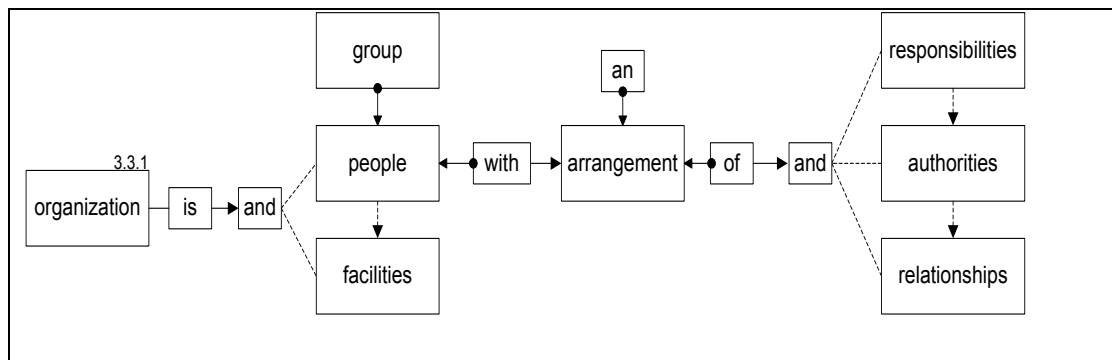 group
responsibilities
an
3.3.1
people
with
arrangement
of
and
authorities
organization
is
and
facilities
relationships